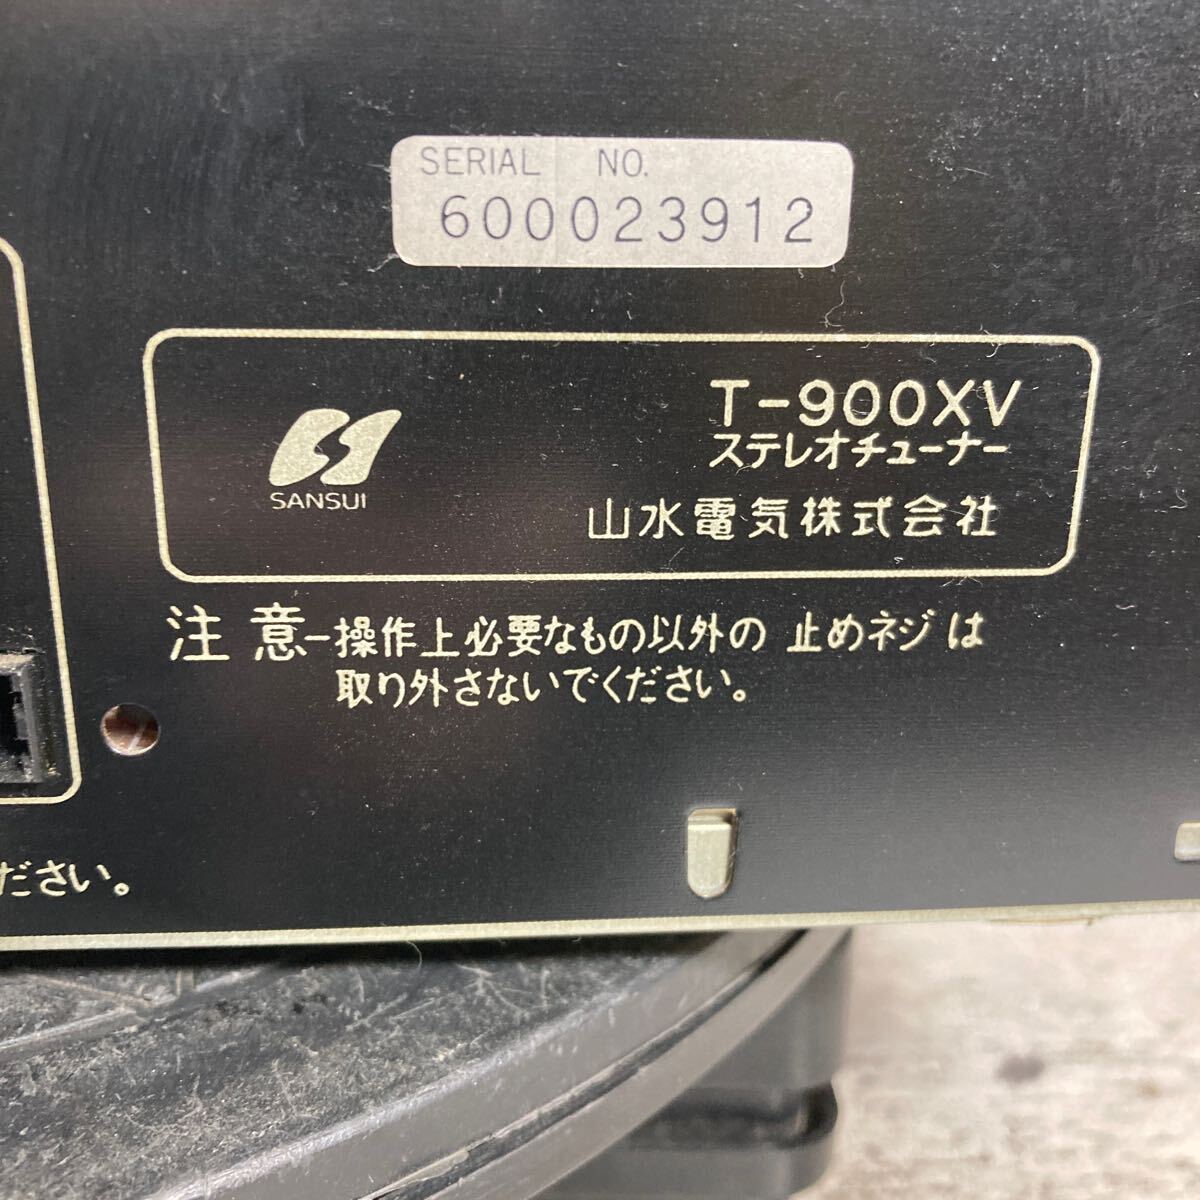 SERIAL NO.
600023912
T-900XV
ステレオチューナー
SANSUI
山水電気株式会社
注意-操作上必要なもの以外の 止めネジは
取り外さないでください。
ださい。